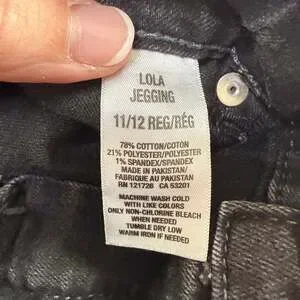 LOLA
JEGGING
11/12 REG/RÉG
78% COTTON/COTON
21% POLYESTER/POLYESTER
1% SPANDEX/SPANDEX
MADE IN PAKISTAN/
FABRIQUE AU PAKISTAN
RN 121726 CA 53201
MACHINE WASH COLD
WITH LIKE COLORS
ONLY NON-CHLORINE BLEACH
WHEN NEEDED
TUMBLE DRY LOW
WARM IRON IF NEEDED